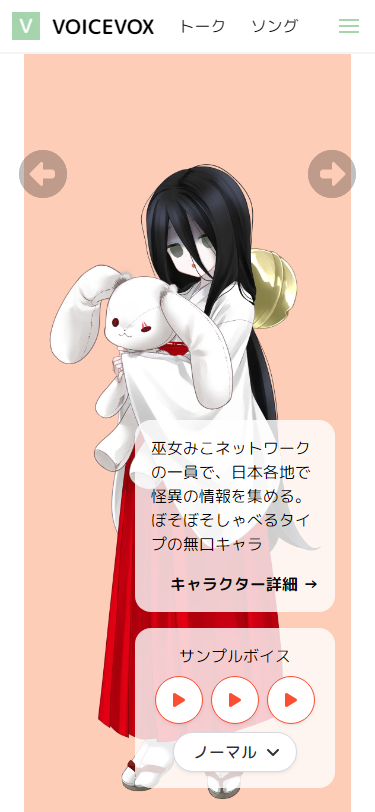 V VOICEVOX トーク ソング
巫女みこネットワーク
の一員で、日本各地で
怪異の情報を集める。
ぼそぼそしゃべるタイ
プの無口キャラ
キャラクター詳細 →
サンプルボイス
ノーマル